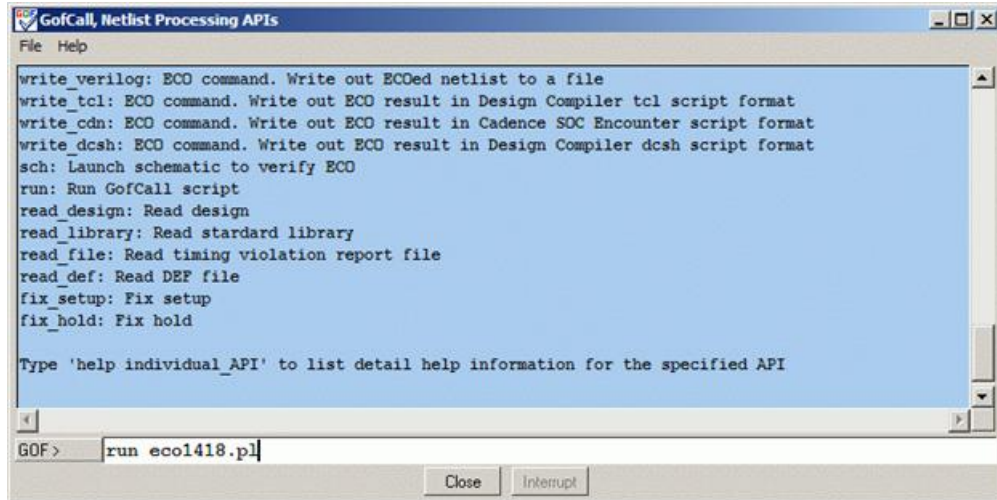 GofCall, Netlist Processing APIs
File Help
write_verilog: ECO command. Write out ECOed netlist to a file
write_tcl: ECO command. Write out ECO result in Design Compiler tcl script format
write_cdn: ECO command. Write out ECO result in Cadence SOC Encounter script format
write_dcsh: ECO command. Write out ECO result in Design Compiler dcsh script format
sch: Launch schematic to verify ECO
run: Run GofCall script
read_design: Read design
read_library: Read stardard library
read_file: Read timing violation report file
read_def: Read DEF file
fix_setup: Fix setup
fix_hold: Fix hold
Type 'help individual_API' to list detail help information for the specified API
GOF> run eco1418.pl
Close Interrupt